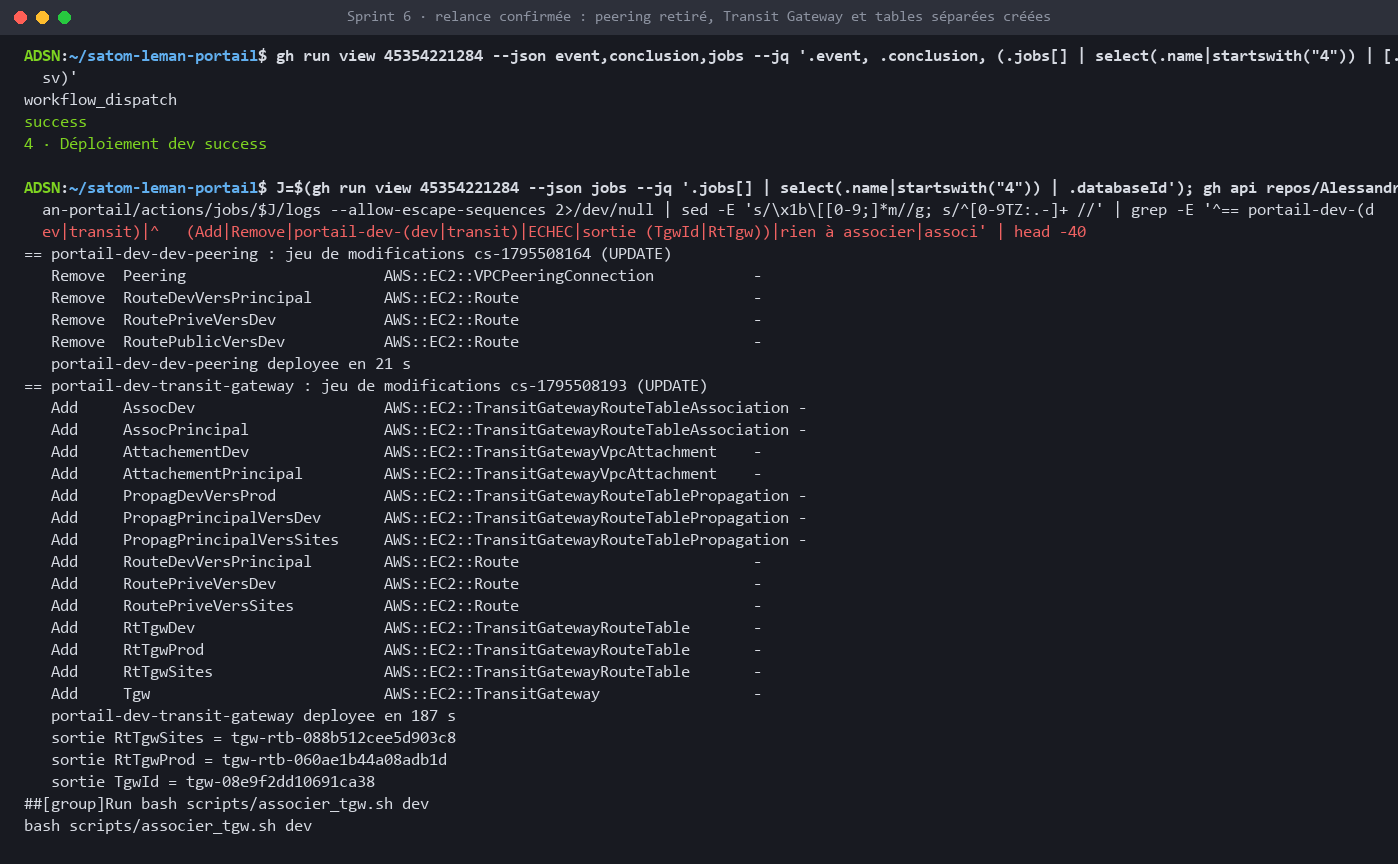 Sprint 6 · relance confirmée : peering retiré, Transit Gateway et tables séparées créées
ADSN:~/satom-leman-portail$ gh run view 45354221284 --json event,conclusion,jobs --jq '.event, .conclusion, (.jobs[] | select(.name|startswith("4")) | [.
sv)'
workflow_dispatch
success
4 · Déploiement dev success
ADSN:~/satom-leman-portail$ J=$(gh run view 45354221284 --json jobs --jq '.jobs[] | select(.name|startswith("4")) | .databaseId'); gh api repos/Alessandr
an-portail/actions/jobs/$J/logs --allow-escape-sequences 2>/dev/null | sed -E 's/\x1b\[[0-9;]*m//g; s/^[0-9TZ:.-]+ //' | grep -E '^== portail-dev-(d
ev|transit)|^   (Add|Remove|portail-dev-(dev|transit)|ECHEC|sortie (TgwId|RtTgw))|rien à associer|associ' | head -40
== portail-dev-dev-peering : jeu de modifications cs-1795508164 (UPDATE)
Remove  Peering                      AWS::EC2::VPCPeeringConnection           -
Remove  RouteDevVersPrincipal        AWS::EC2::Route                          -
Remove  RoutePriveVersDev            AWS::EC2::Route                          -
Remove  RoutePublicVersDev           AWS::EC2::Route                          -
portail-dev-dev-peering deployee en 21 s
== portail-dev-transit-gateway : jeu de modifications cs-1795508193 (UPDATE)
Add     AssocDev                     AWS::EC2::TransitGatewayRouteTableAssociation -
Add     AssocPrincipal               AWS::EC2::TransitGatewayRouteTableAssociation -
Add     AttachementDev               AWS::EC2::TransitGatewayVpcAttachment    -
Add     AttachementPrincipal         AWS::EC2::TransitGatewayVpcAttachment    -
Add     PropagDevVersProd            AWS::EC2::TransitGatewayRouteTablePropagation -
Add     PropagPrincipalVersDev       AWS::EC2::TransitGatewayRouteTablePropagation -
Add     PropagPrincipalVersSites     AWS::EC2::TransitGatewayRouteTablePropagation -
Add     RouteDevVersPrincipal        AWS::EC2::Route                          -
Add     RoutePriveVersDev            AWS::EC2::Route                          -
Add     RoutePriveVersSites          AWS::EC2::Route                          -
Add     RtTgwDev                     AWS::EC2::TransitGatewayRouteTable       -
Add     RtTgwProd                    AWS::EC2::TransitGatewayRouteTable       -
Add     RtTgwSites                   AWS::EC2::TransitGatewayRouteTable       -
Add     Tgw                          AWS::EC2::TransitGateway                 -
portail-dev-transit-gateway deployee en 187 s
sortie RtTgwSites = tgw-rtb-088b512cee5d903c8
sortie RtTgwProd = tgw-rtb-060ae1b44a08adb1d
sortie TgwId = tgw-08e9f2dd10691ca38
##[group]Run bash scripts/associer_tgw.sh dev
bash scripts/associer_tgw.sh dev